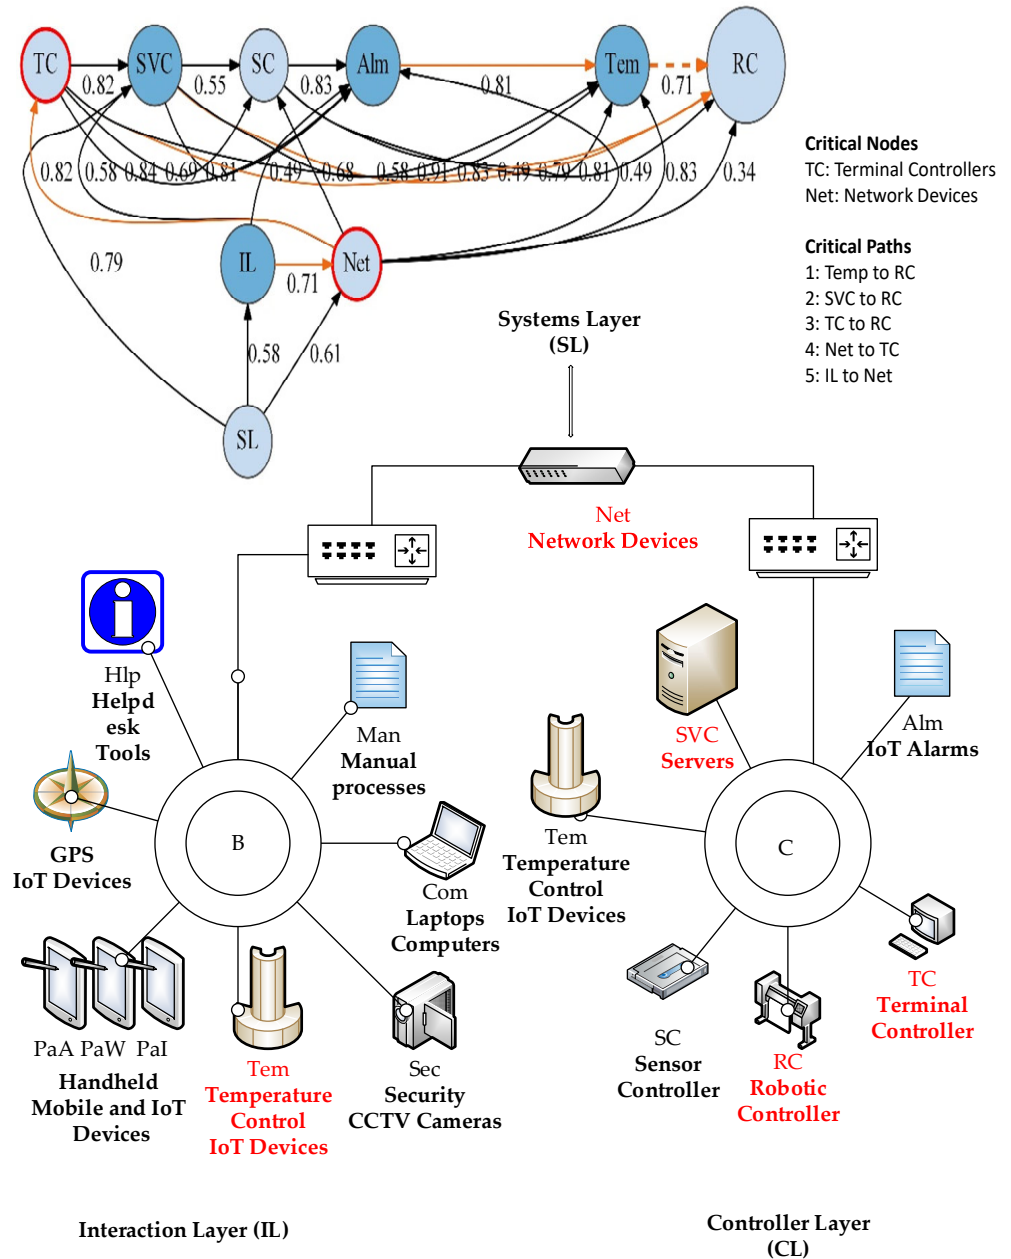 TC
SVC
SC
Alm
Tem
RC
0.82
0.55
0.83
0.81
0.71
0.82
0.58
0.84
0.69
0.81
0.49
0.68
0.58
0.91
0.83
0.49
0.79
0.81
0.49
0.83
0.34
Critical Nodes
TC: Terminal Controllers
Net: Network Devices
Critical Paths
1: Temp to RC
2: SVC to RC
3: TC to RC
4: Net to TC
5: IL to Net
IL
Net
0.79
0.71
0.58
0.61
SL
Systems Layer
(SL)
Net
Network Devices
Hlp
Helpd
esk
Tools
Man
Manual
processes
GPS
IoT Devices
B
Com
Laptops
Computers
PaA PaW PaI
Handheld
Mobile and IoT
Devices
Tem
Temperature
Control
IoT Devices
Sec
Security
CCTV Cameras
SVC
Servers
Alm
IoT Alarms
Tem
Temperature
Control
IoT Devices
C
SC
Sensor
Controller
RC
Robotic
Controller
TC
Terminal
Controller
Interaction Layer (IL)
Controller Layer
(CL)